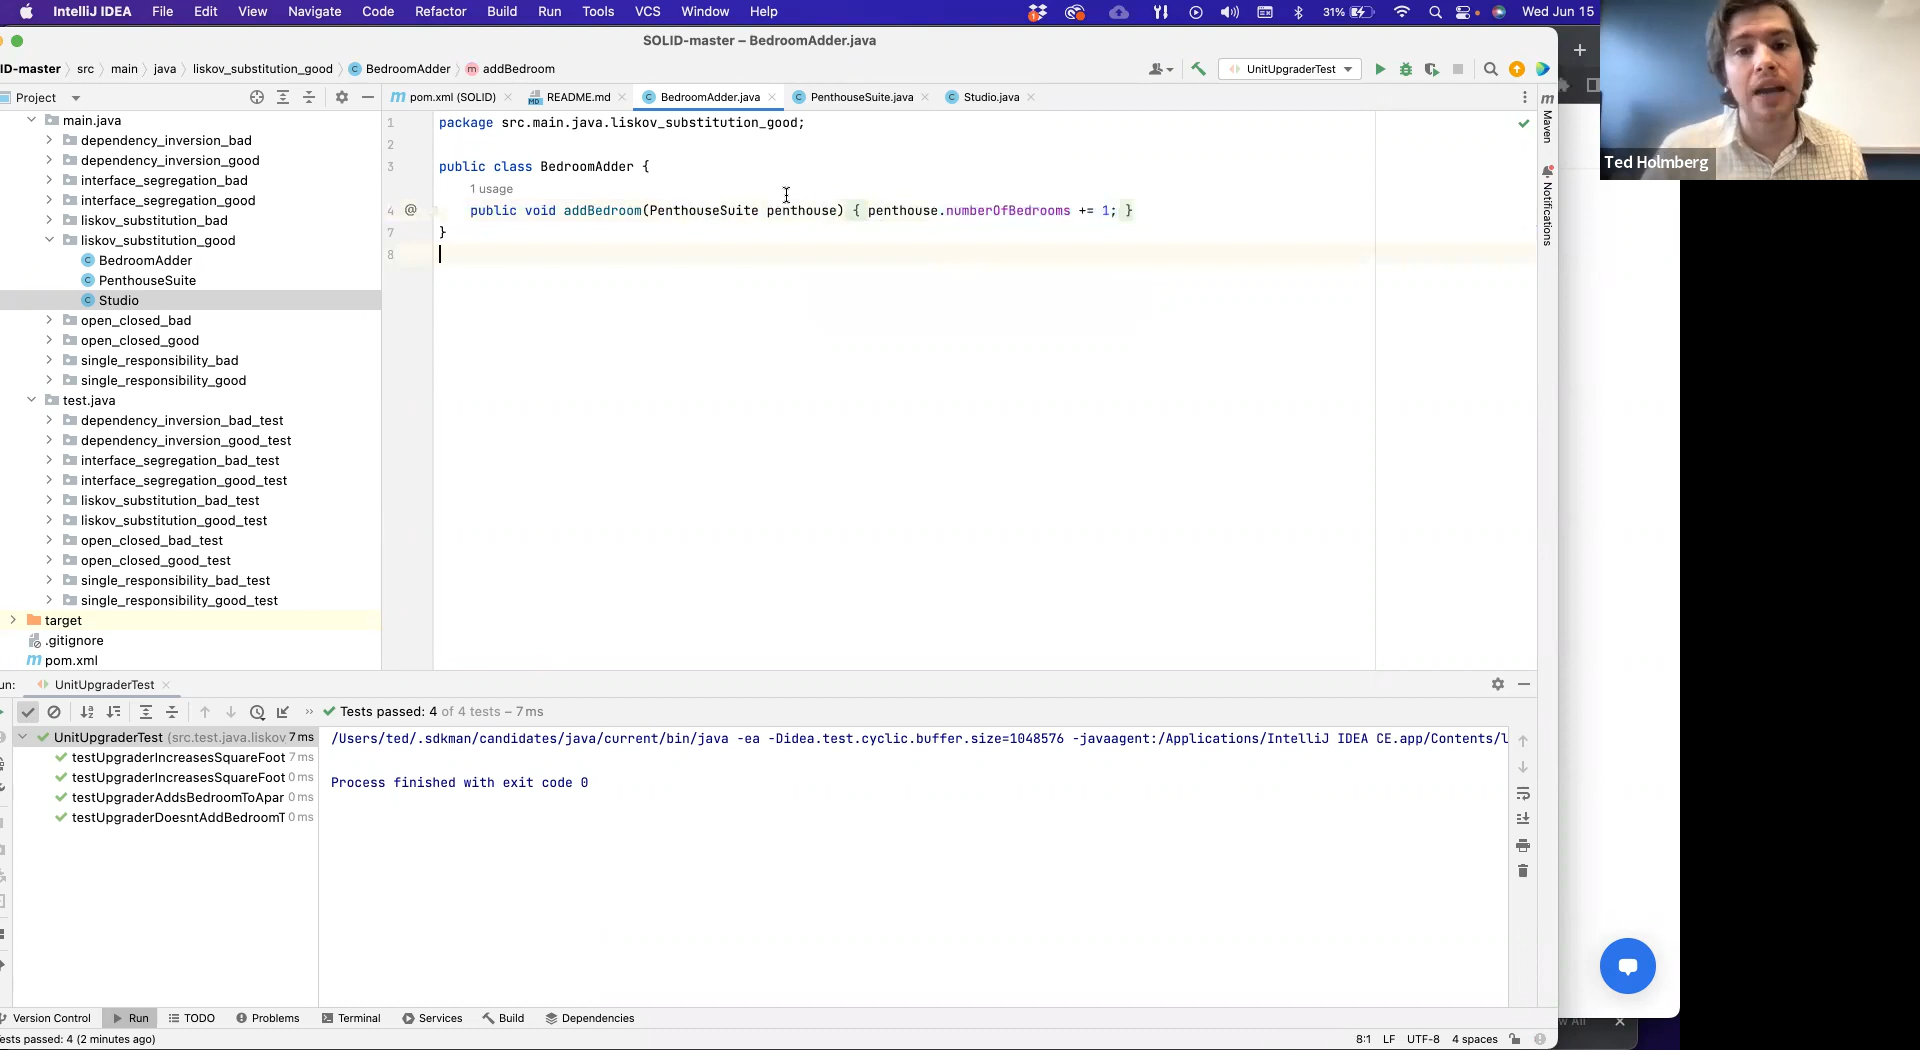 IntelliJ IDEA File Edit View Navigate Code Refactor Build Run Tools VCS Window Help 1 31% Wed Jun 15
SOLID-master – BedroomAdder.java
ID-master src main java liskov_substitution_good BedroomAdder addBedroom UnitUpgraderTest
Project
pom.xml (SOLID) README.md BedroomAdder.java PenthouseSuite.java Studio.java
main.java
dependency_inversion_bad
dependency_inversion_good
interface_segregation_bad
interface_segregation_good
liskov_substitution_bad
liskov_substitution_good
BedroomAdder
PenthouseSuite
Studio
open_closed_bad
open_closed_good
single_responsibility_bad
single_responsibility_good
test.java
dependency_inversion_bad_test
dependency_inversion_good_test
interface_segregation_bad_test
interface_segregation_good_test
liskov_substitution_bad_test
liskov_substitution_good_test
open_closed_bad_test
open_closed_good_test
single_responsibility_bad_test
single_responsibility_good_test
target
.gitignore
pom.xml
1 package src.main.java.liskov_substitution_good;
2
3 public class BedroomAdder {
1 usage
4 @ public void addBedroom(PenthouseSuite penthouse) { penthouse.numberOfBedrooms += 1; }
7 }
8
Maven
Notifications
Ted Holmberg
un: UnitUpgraderTest
Tests passed: 4 of 4 tests – 7 ms
UnitUpgraderTest (src.test.java.liskov 7 ms
testUpgraderIncreasesSquareFoot 7 ms
testUpgraderIncreasesSquareFoot 0 ms
testUpgraderAddsBedroomToApar 0 ms
testUpgraderDoesntAddBedroomT 0 ms
/Users/ted/.sdkman/candidates/java/current/bin/java -ea -Didea.test.cyclic.buffer.size=1048576 -javaagent:/Applications/IntelliJ IDEA CE.app/Contents/l
Process finished with exit code 0
Version Control Run TODO Problems Terminal Services Build Dependencies
ests passed: 4 (2 minutes ago) 8:1 LF UTF-8 4 spaces
w All